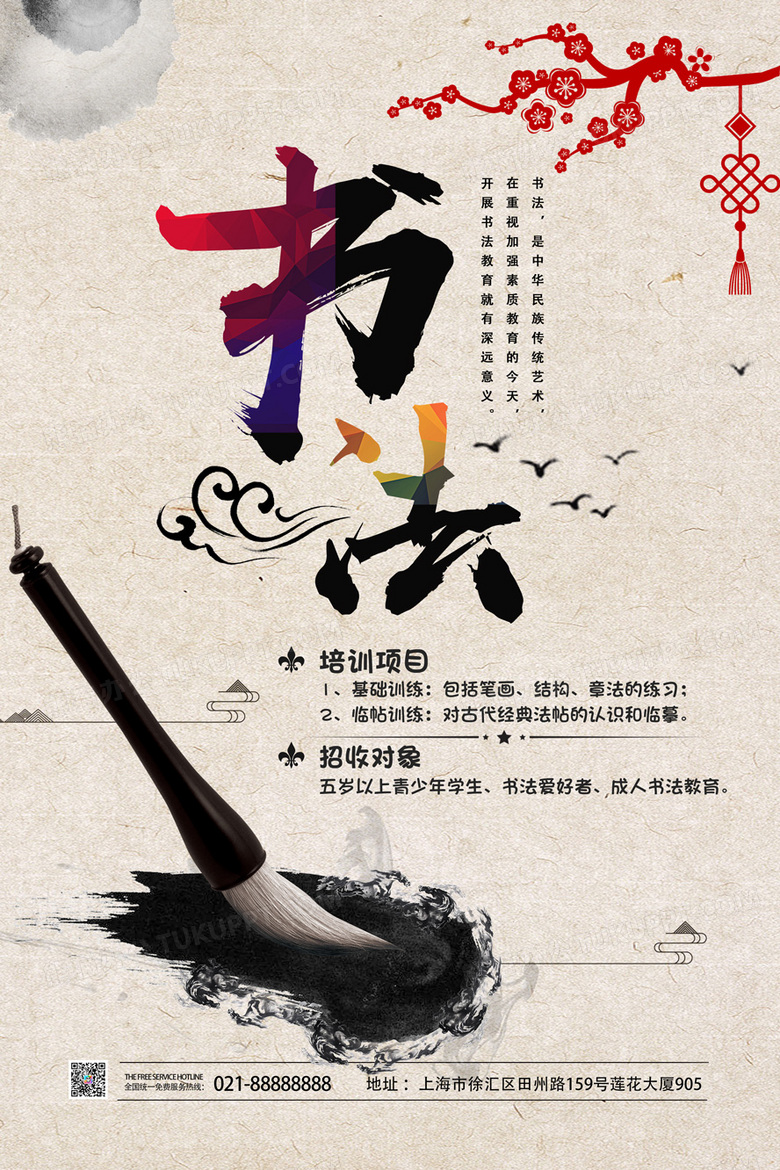 书法
书法，是中华民族传统艺术，
在重视加强素质教育的今天，
开展书法教育就有深远意义。
培训项目
1、基础训练：包括笔画、结构、章法的练习；
2、临帖训练：对古代经典法帖的认识和临摹。
招收对象
五岁以上青少年学生、书法爱好者、成人书法教育。
THE FREE SERVICE HOTLINE
全国统一免费服务热线：
021-88888888
地址：上海市徐汇区田州路159号莲花大厦905